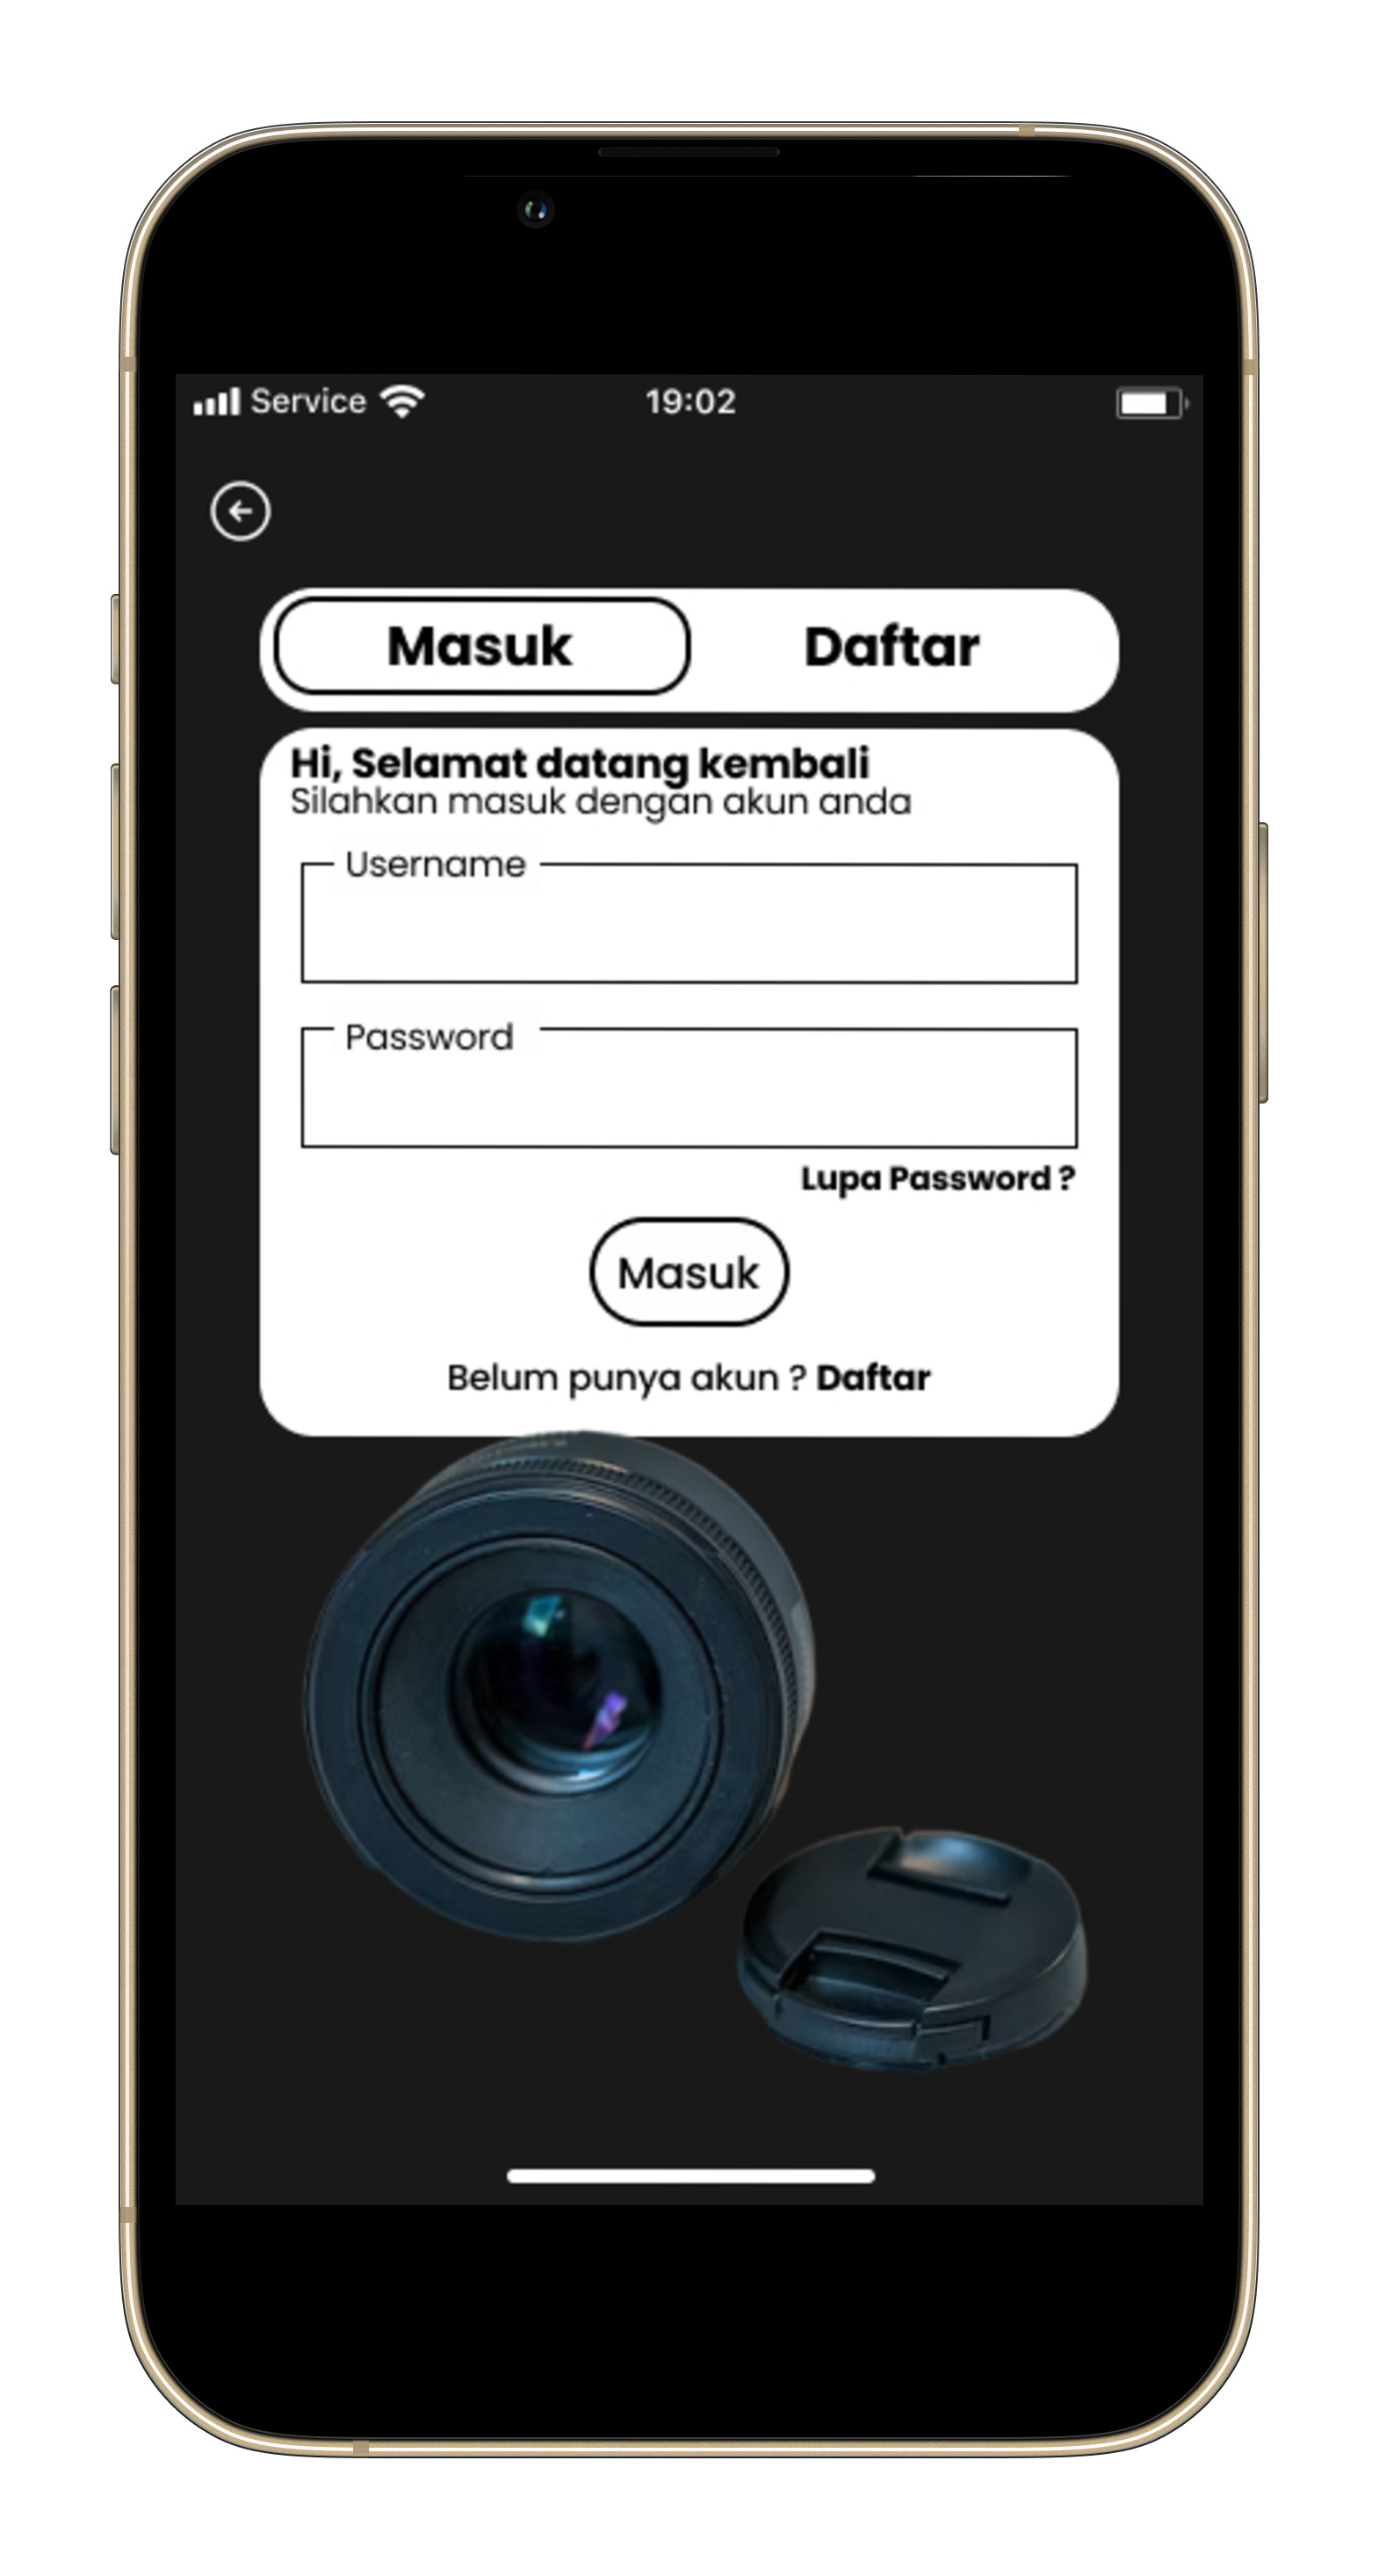 Service 19:02
Masuk Daftar
Hi, Selamat datang kembali
Silahkan masuk dengan akun anda
Username
Password
Lupa Password ?
Masuk
Belum punya akun ? Daftar